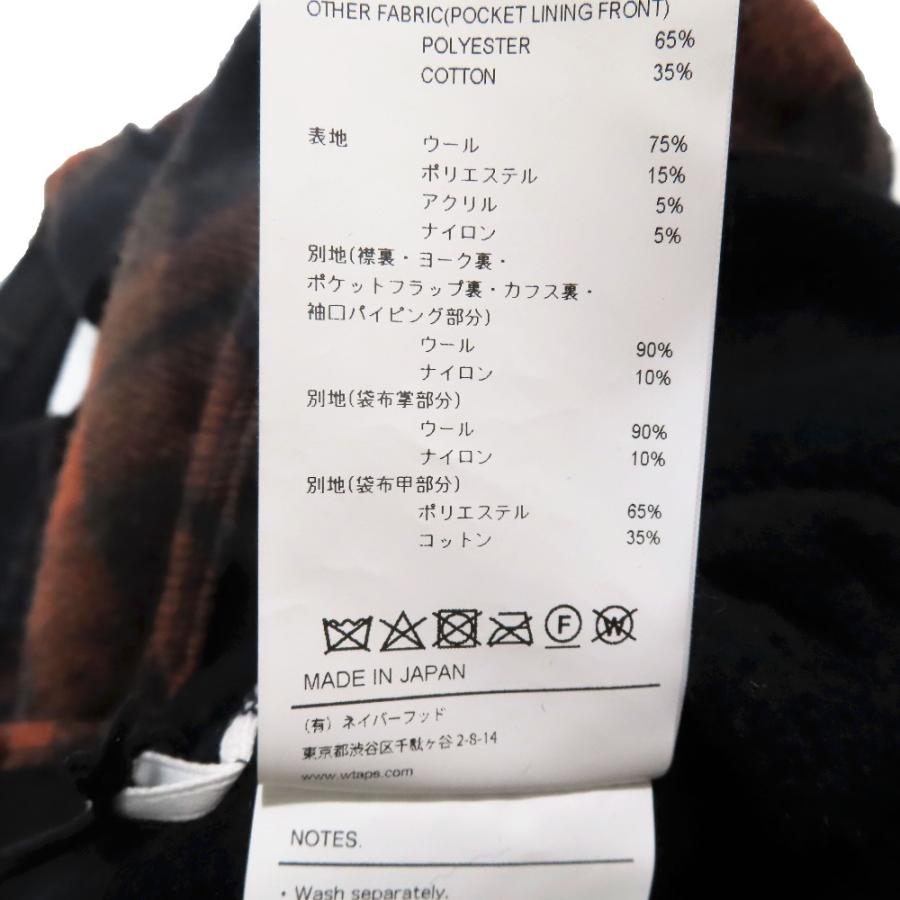 OTHER FABRIC(POCKET LINING FRONT)
POLYESTER 65%
COTTON 35%
表地 ウール 75%
ポリエステル 15%
アクリル 5%
ナイロン 5%
別地(襟裏・ヨーク裏・
ポケットフラップ裏・カフス裏・
袖口パイピング部分)
ウール 90%
ナイロン 10%
別地(袋布掌部分)
ウール 90%
ナイロン 10%
別地(袋布甲部分)
ポリエステル 65%
コットン 35%
F W
MADE IN JAPAN
(有) ネイバーフッド
東京都渋谷区千駄ヶ谷 2-8-14
www.wtaps.com
NOTES.
・Wash separately.